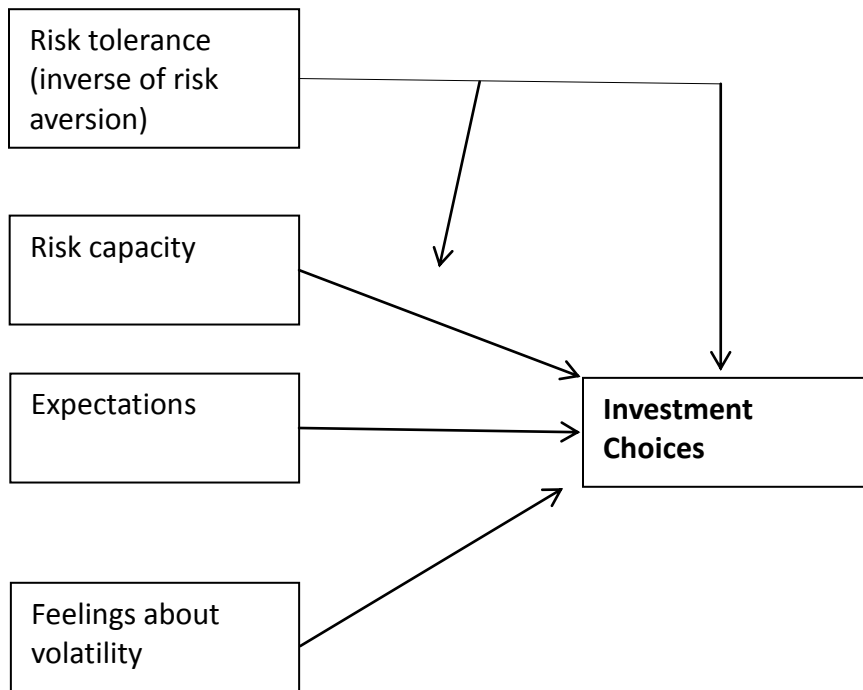 Risk tolerance
(inverse of risk
aversion)
Risk capacity
Expectations
Investment
Choices
Feelings about
volatility